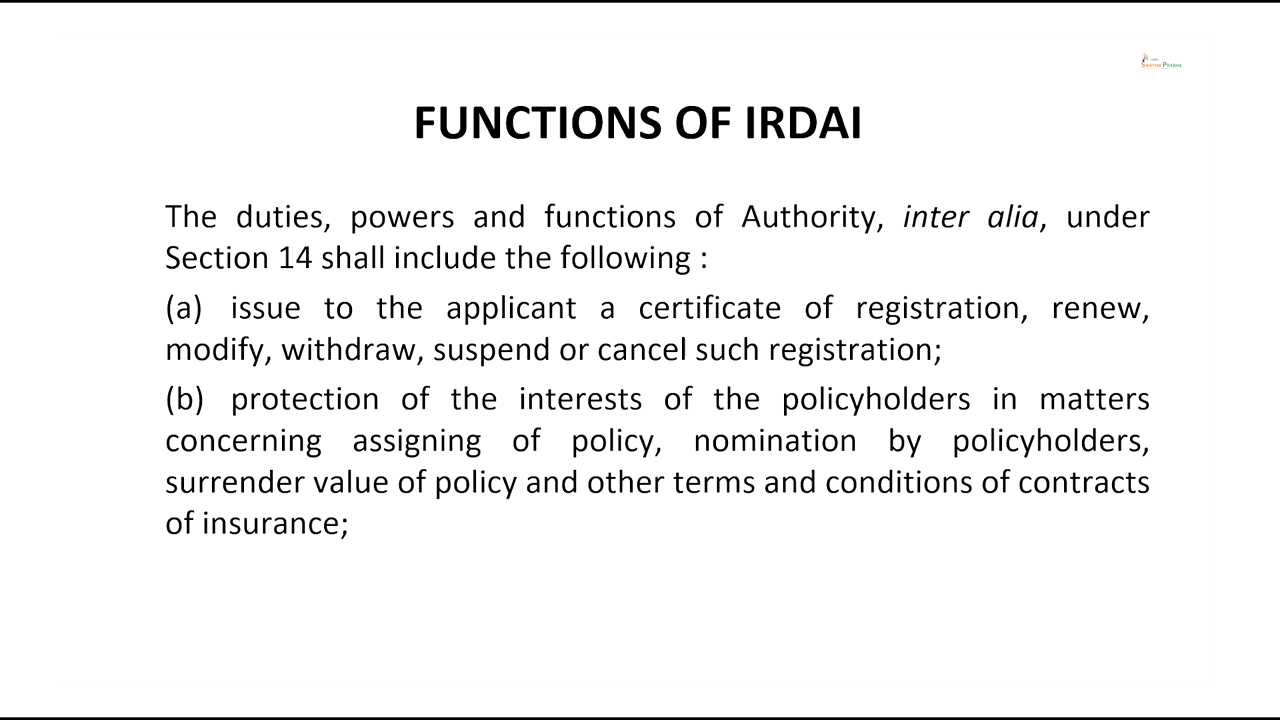 SWAYAM PRABHA
FUNCTIONS OF IRDAI
The duties, powers and functions of Authority, inter alia, under
Section 14 shall include the following :
(a) issue to the applicant a certificate of registration, renew,
modify, withdraw, suspend or cancel such registration;
(b) protection of the interests of the policyholders in matters
concerning assigning of policy, nomination by policyholders,
surrender value of policy and other terms and conditions of contracts
of insurance;